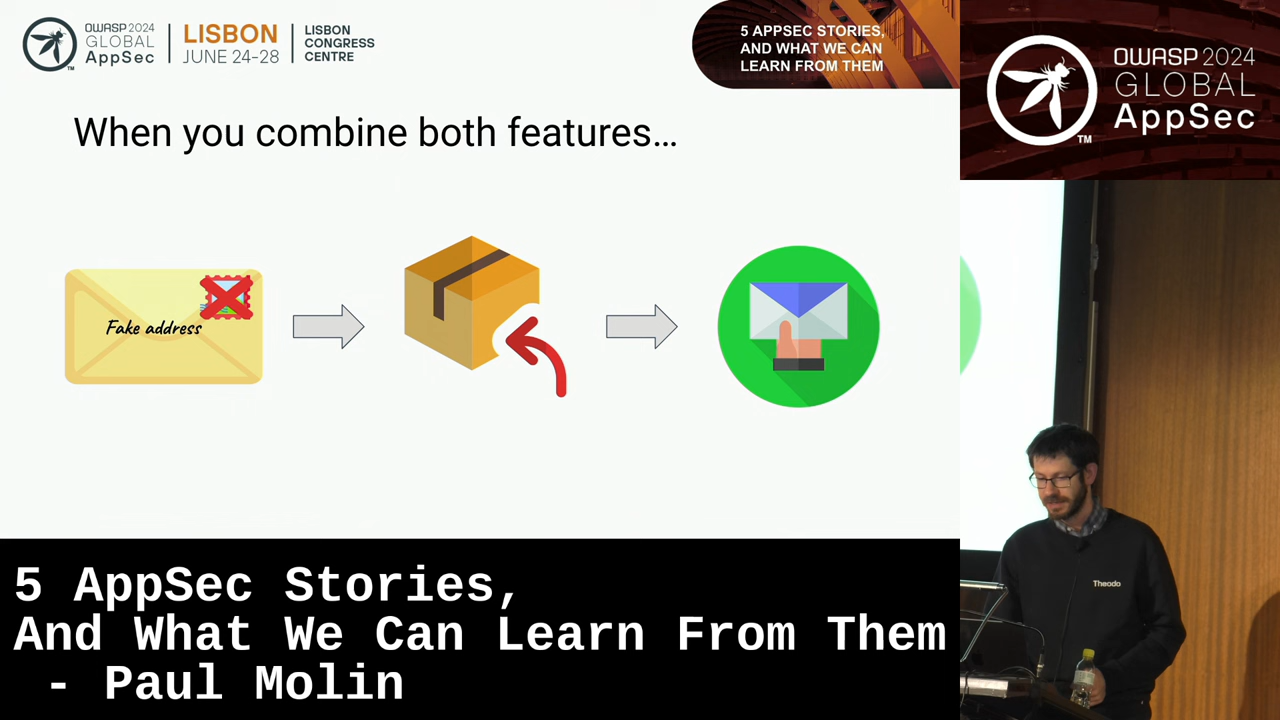 OWASP 2024
GLOBAL
AppSec
TM
LISBON
JUNE 24-28
LISBON
CONGRESS
CENTRE
5 APPSEC STORIES,
AND WHAT WE CAN
LEARN FROM THEM
OWASP 2024
GLOBAL
AppSec
TM
When you combine both features…
Fake address
Theodo
5 AppSec Stories,
And What We Can Learn From Them
- Paul Molin